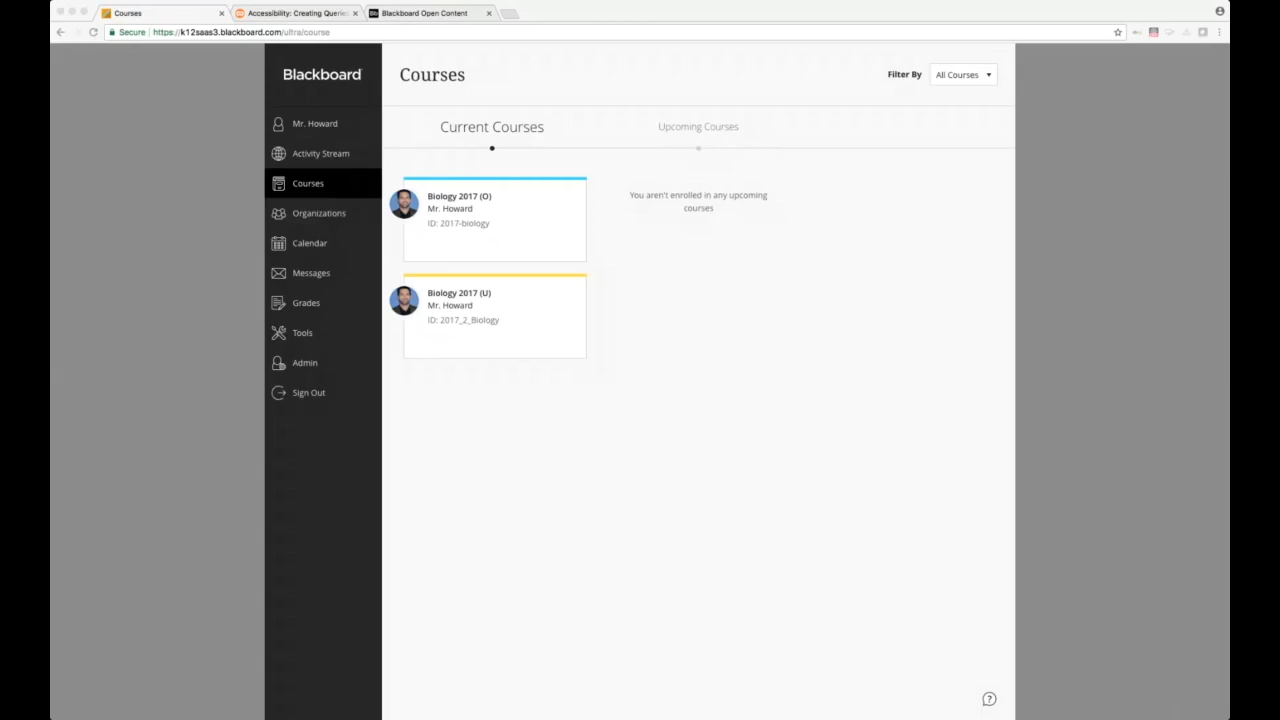 Courses
Accessibility: Creating Querie
Blackboard Open Content
Secure
https://k12saas3.blackboard.com/ultra/course
Blackboard
Courses
Filter By
All Courses
Mr. Howard
Activity Stream
Courses
Organizations
Calendar
Messages
Grades
Tools
Admin
Sign Out
Current Courses
Upcoming Courses
Biology 2017 (O)
Mr. Howard
ID: 2017-biology
Biology 2017 (U)
Mr. Howard
ID: 2017_2_Biology
You aren't enrolled in any upcoming
courses